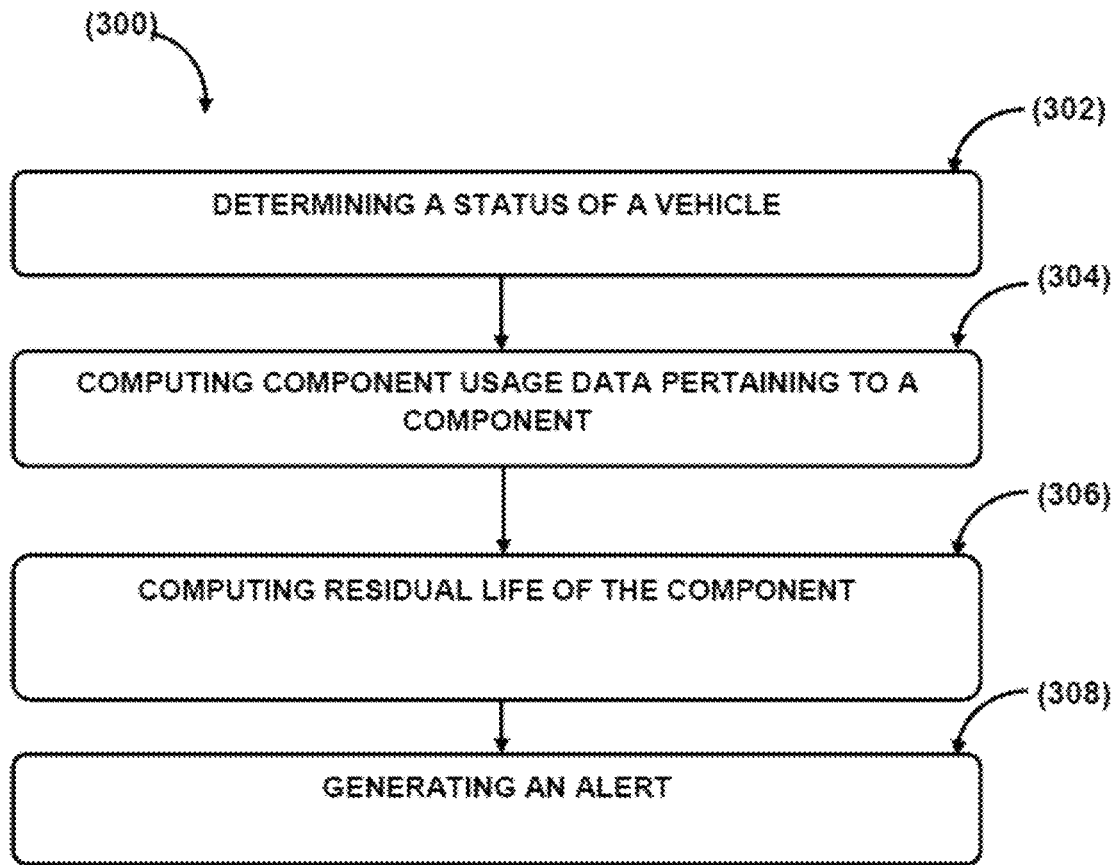 (300)
(302)
DETERMINING A STATUS OF A VEHICLE
(304)
COMPUTING COMPONENT USAGE DATA PERTAINING TO A
COMPONENT
(306)
COMPUTING RESIDUAL LIFE OF THE COMPONENT
(308)
GENERATING AN ALERT